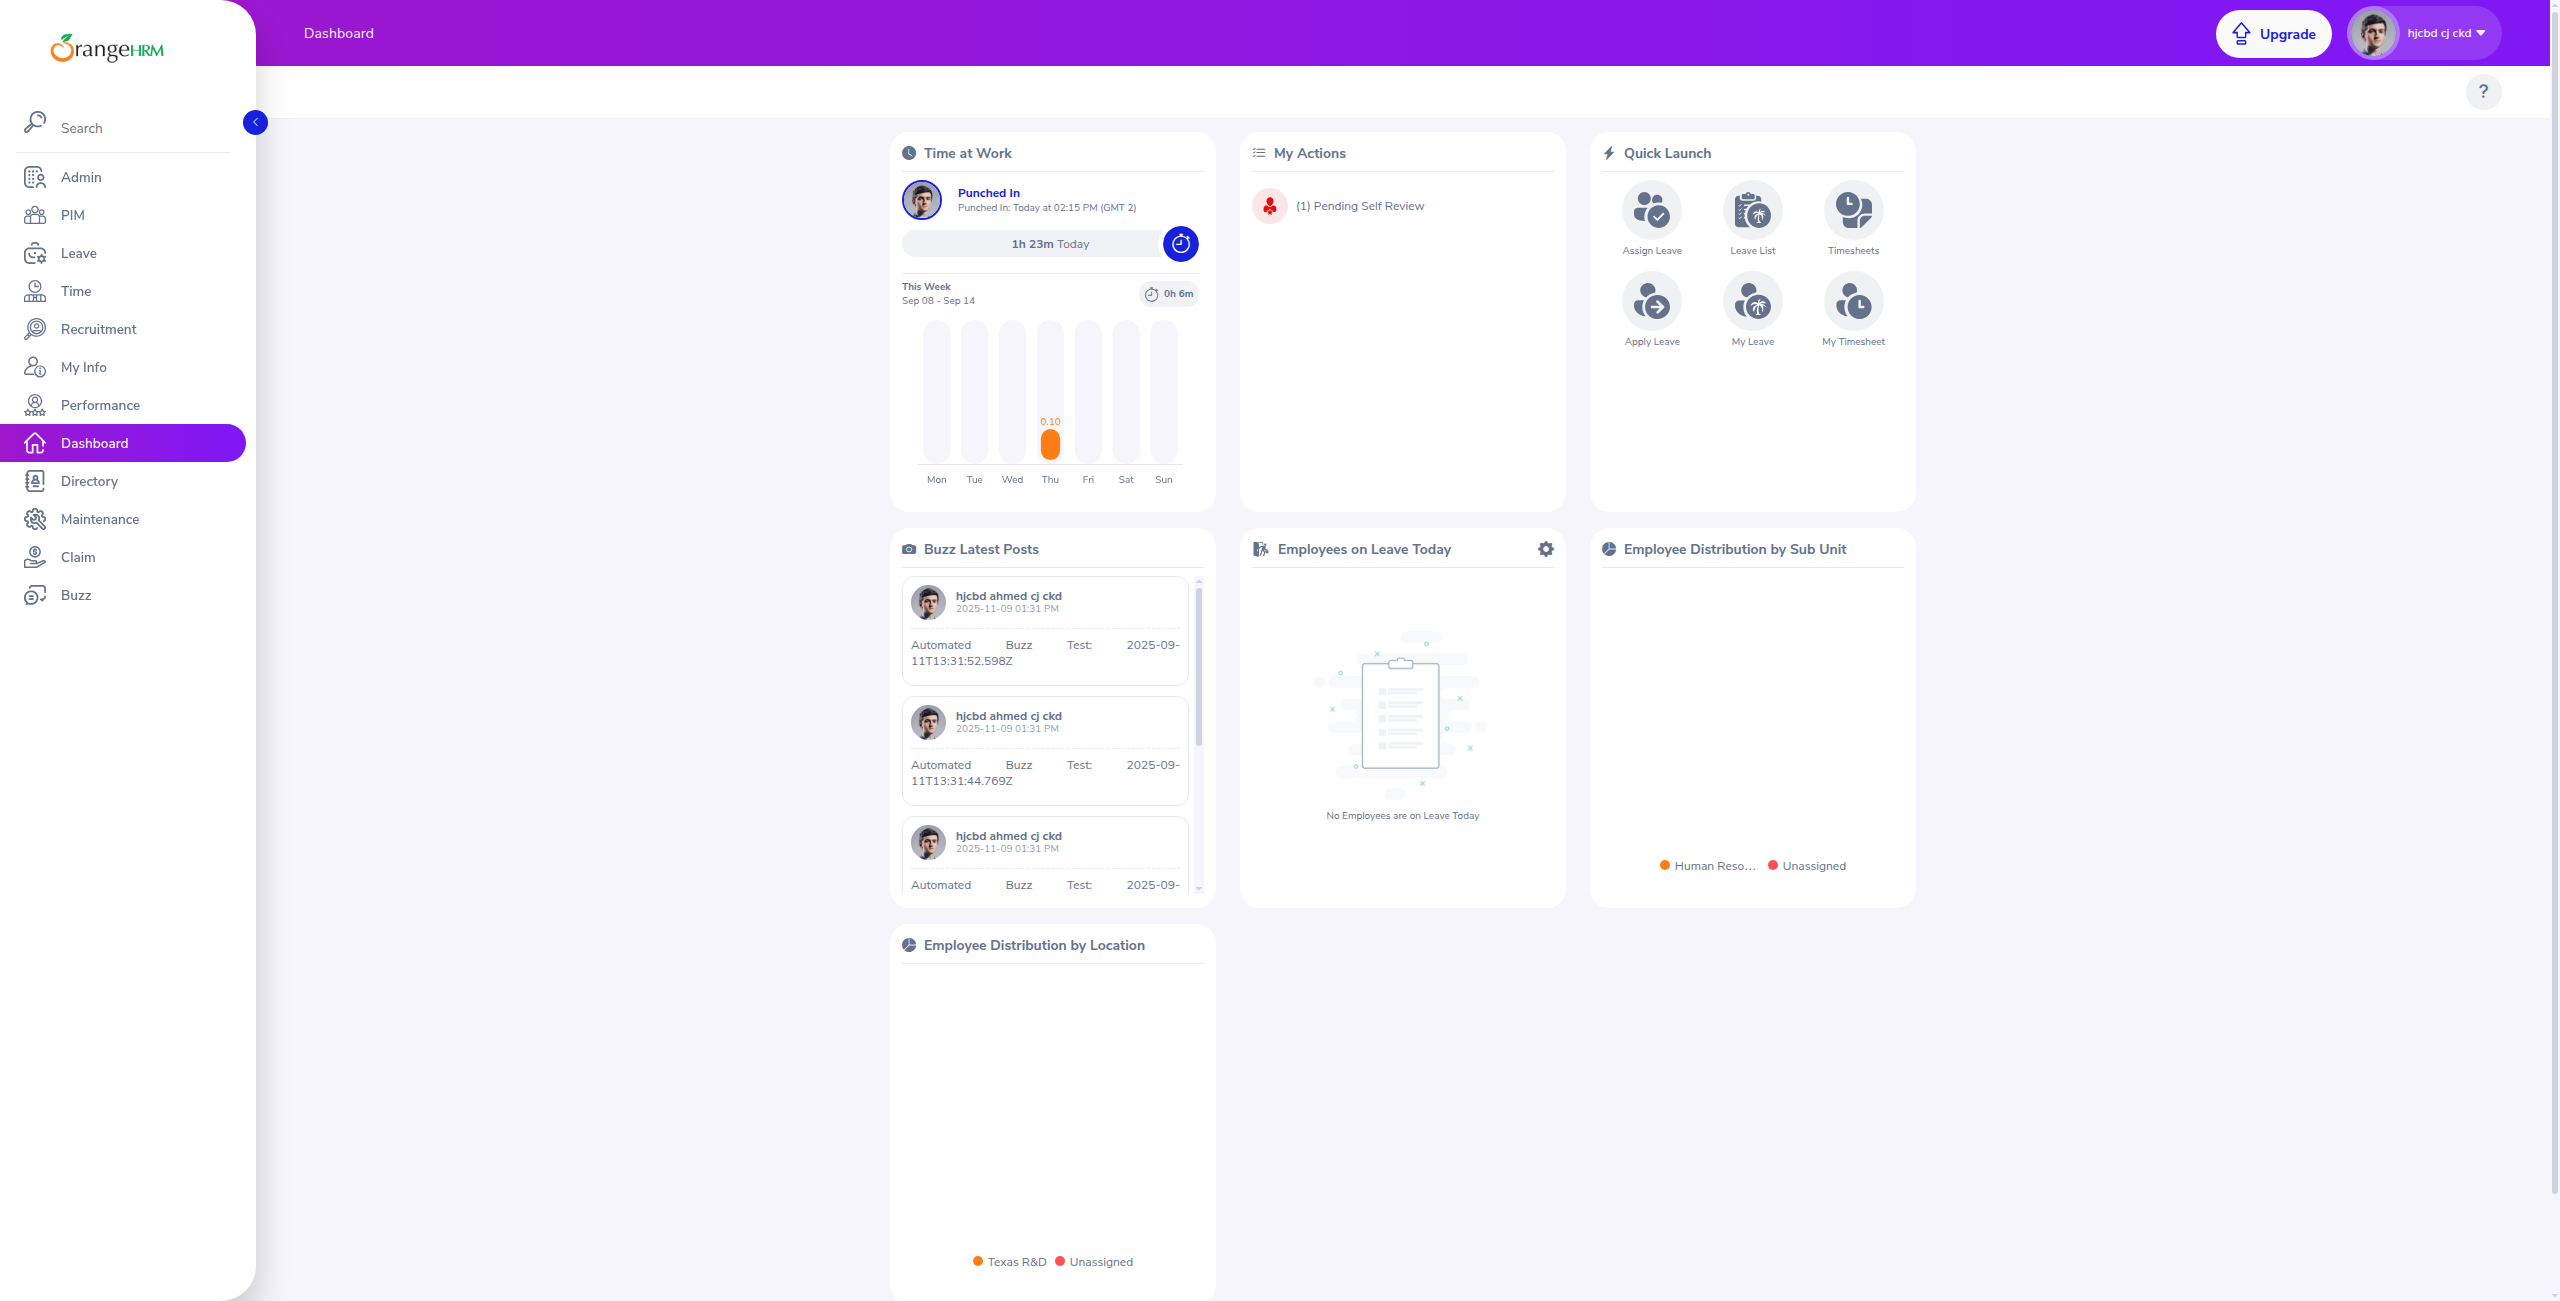 OrangeHRM
Search
Admin
PIM
Leave
Time
Recruitment
My Info
Performance
Dashboard
Directory
Maintenance
Claim
Buzz
Dashboard
Upgrade
hjcbd cj ckd
?
Time at Work
Punched In
Punched In: Today at 02:15 PM (GMT 2)
1h 23m Today
This Week
Sep 08 - Sep 14
0h 6m
0.10
Mon Tue Wed Thu Fri Sat Sun
My Actions
(1) Pending Self Review
Quick Launch
Assign Leave Leave List Timesheets
Apply Leave My Leave My Timesheet
Buzz Latest Posts
hjcbd ahmed cj ckd
2025-11-09 01:31 PM
Automated Buzz Test: 2025-09-
11T13:31:52.598Z
hjcbd ahmed cj ckd
2025-11-09 01:31 PM
Automated Buzz Test: 2025-09-
11T13:31:44.769Z
hjcbd ahmed cj ckd
2025-11-09 01:31 PM
Automated Buzz Test: 2025-09-
Employees on Leave Today
No Employees are on Leave Today
Employee Distribution by Sub Unit
Human Reso... Unassigned
Employee Distribution by Location
Texas R&D Unassigned